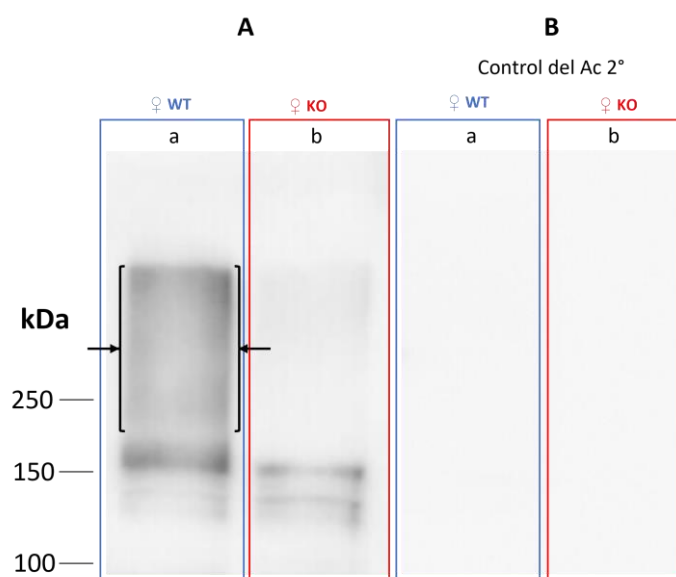 A
B
Control del Ac 2°
♀ WT
♀ KO
♀ WT
♀ KO
a
b
a
b
kDa
250
150
100